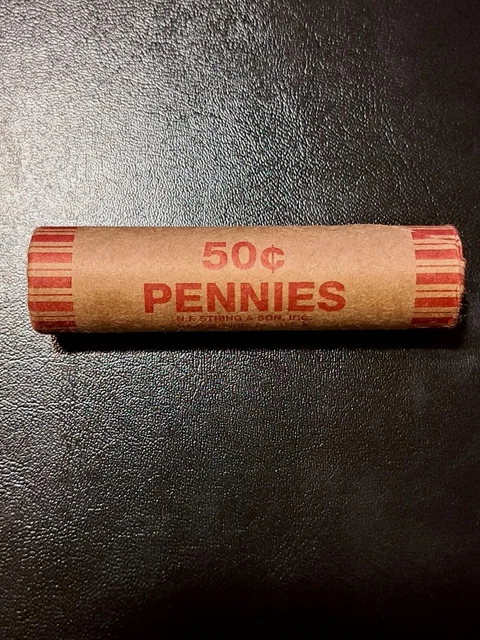 50¢
PENNIES
N.F. STRING & SON, INC.